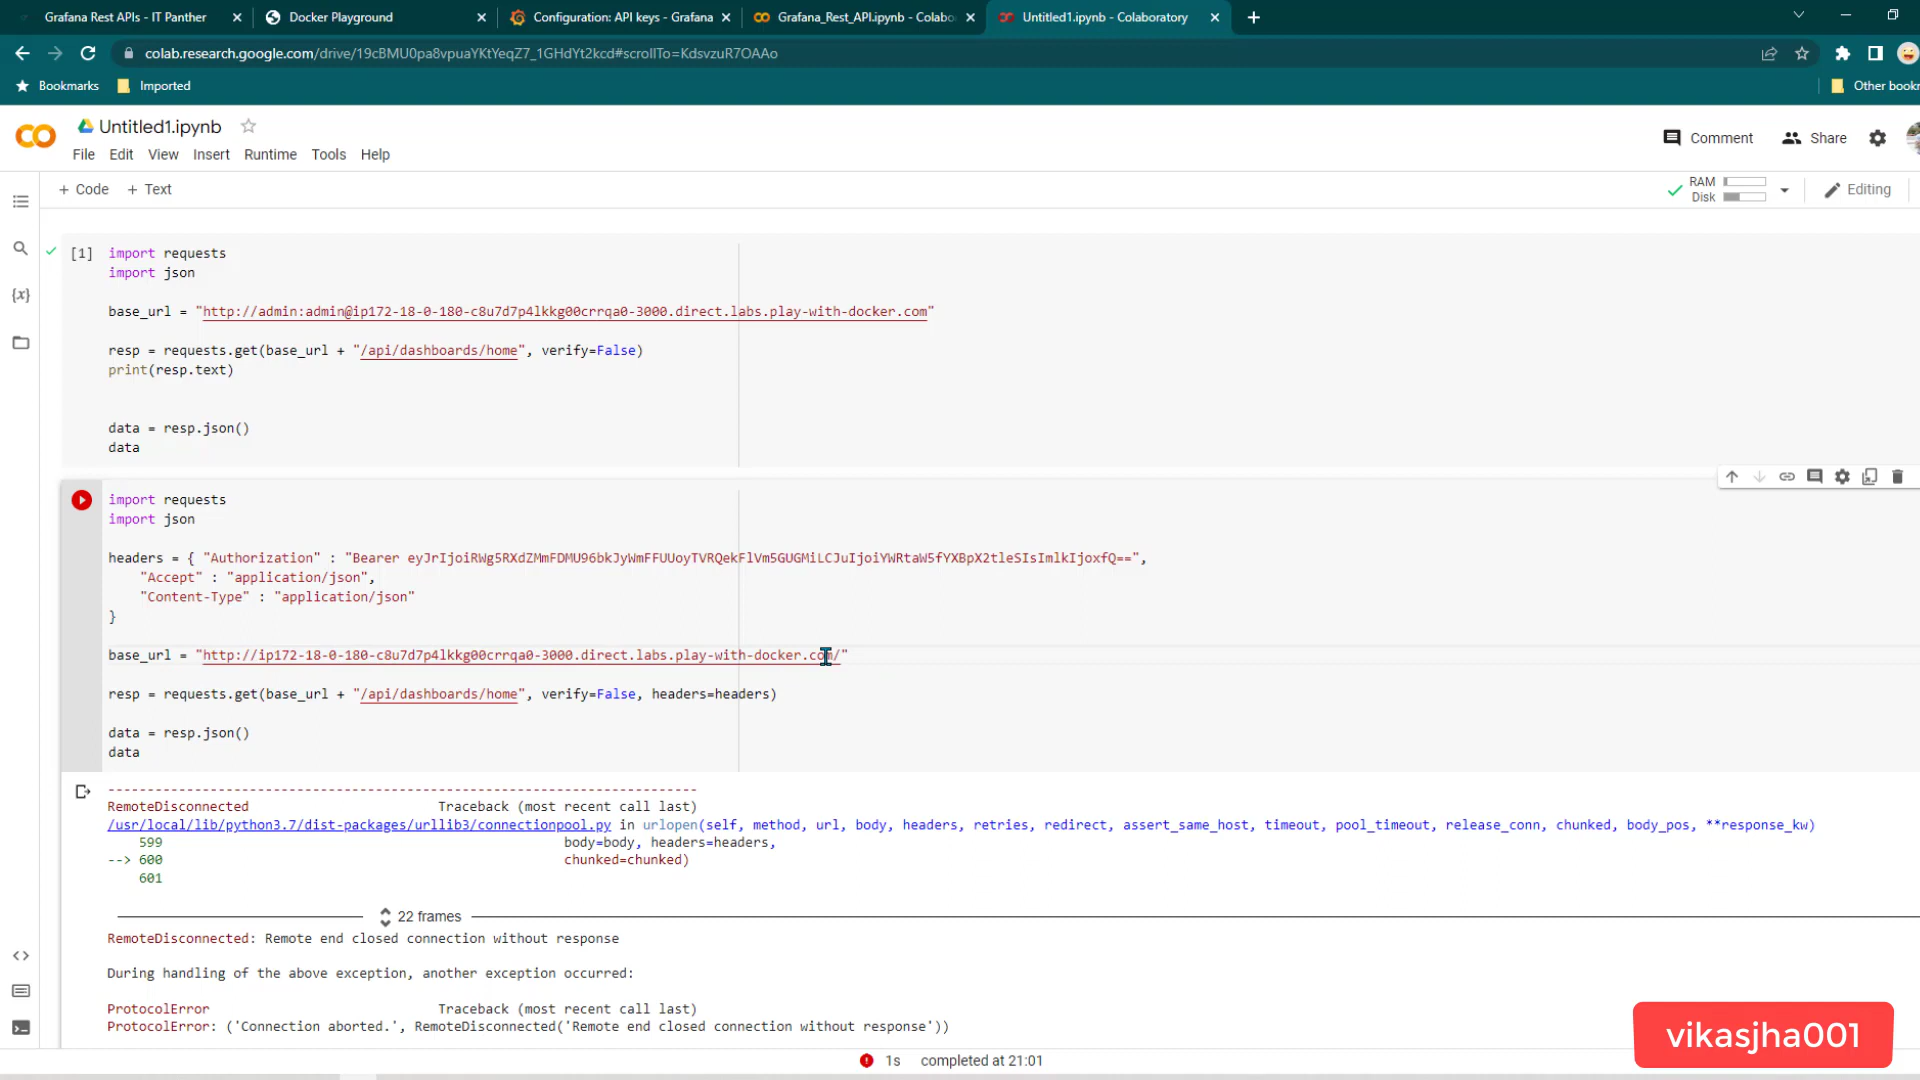 Grafana Rest APIs - IT Panther
Docker Playground
Configuration: API keys - Grafana
Grafana_Rest_API.ipynb - Colabo
Untitled1.ipynb - Colaboratory
colab.research.google.com/drive/19cBMU0pa8vpuaYKtYeqZ7_1GHdYt2kcd#scrollTo=KdsvzuR7OAAo
Bookmarks
Imported
Other bookr
Untitled1.ipynb
Comment
Share
File Edit View Insert Runtime Tools Help
+ Code + Text
RAM
Disk
Editing
[1] import requests
import json
base_url = "http://admin:admin@ip172-18-0-180-c8u7d7p4lkkg00crrqa0-3000.direct.labs.play-with-docker.com"
resp = requests.get(base_url + "/api/dashboards/home", verify=False)
print(resp.text)
data = resp.json()
data
import requests
import json
headers = { "Authorization" : "Bearer eyJrIjoiRWg5RXdZMmFDMU96bkJyWmFFUUoyTVRQekFlVm5GUGMiLCJuIjoiYWRtaW5fYXBpX2tleSIsImlkIjoxfQ==",
"Accept" : "application/json",
"Content-Type" : "application/json"
}
base_url = "http://ip172-18-0-180-c8u7d7p4lkkg00crrqa0-3000.direct.labs.play-with-docker.com/"
resp = requests.get(base_url + "/api/dashboards/home", verify=False, headers=headers)
data = resp.json()
data
---------------------------------------------------------------------------
RemoteDisconnected Traceback (most recent call last)
/usr/local/lib/python3.7/dist-packages/urllib3/connectionpool.py in urlopen(self, method, url, body, headers, retries, redirect, assert_same_host, timeout, pool_timeout, release_conn, chunked, body_pos, **response_kw)
599 body=body, headers=headers,
--> 600 chunked=chunked)
601
22 frames
RemoteDisconnected: Remote end closed connection without response
During handling of the above exception, another exception occurred:
ProtocolError Traceback (most recent call last)
ProtocolError: ('Connection aborted.', RemoteDisconnected('Remote end closed connection without response'))
vikasjha001
1s completed at 21:01